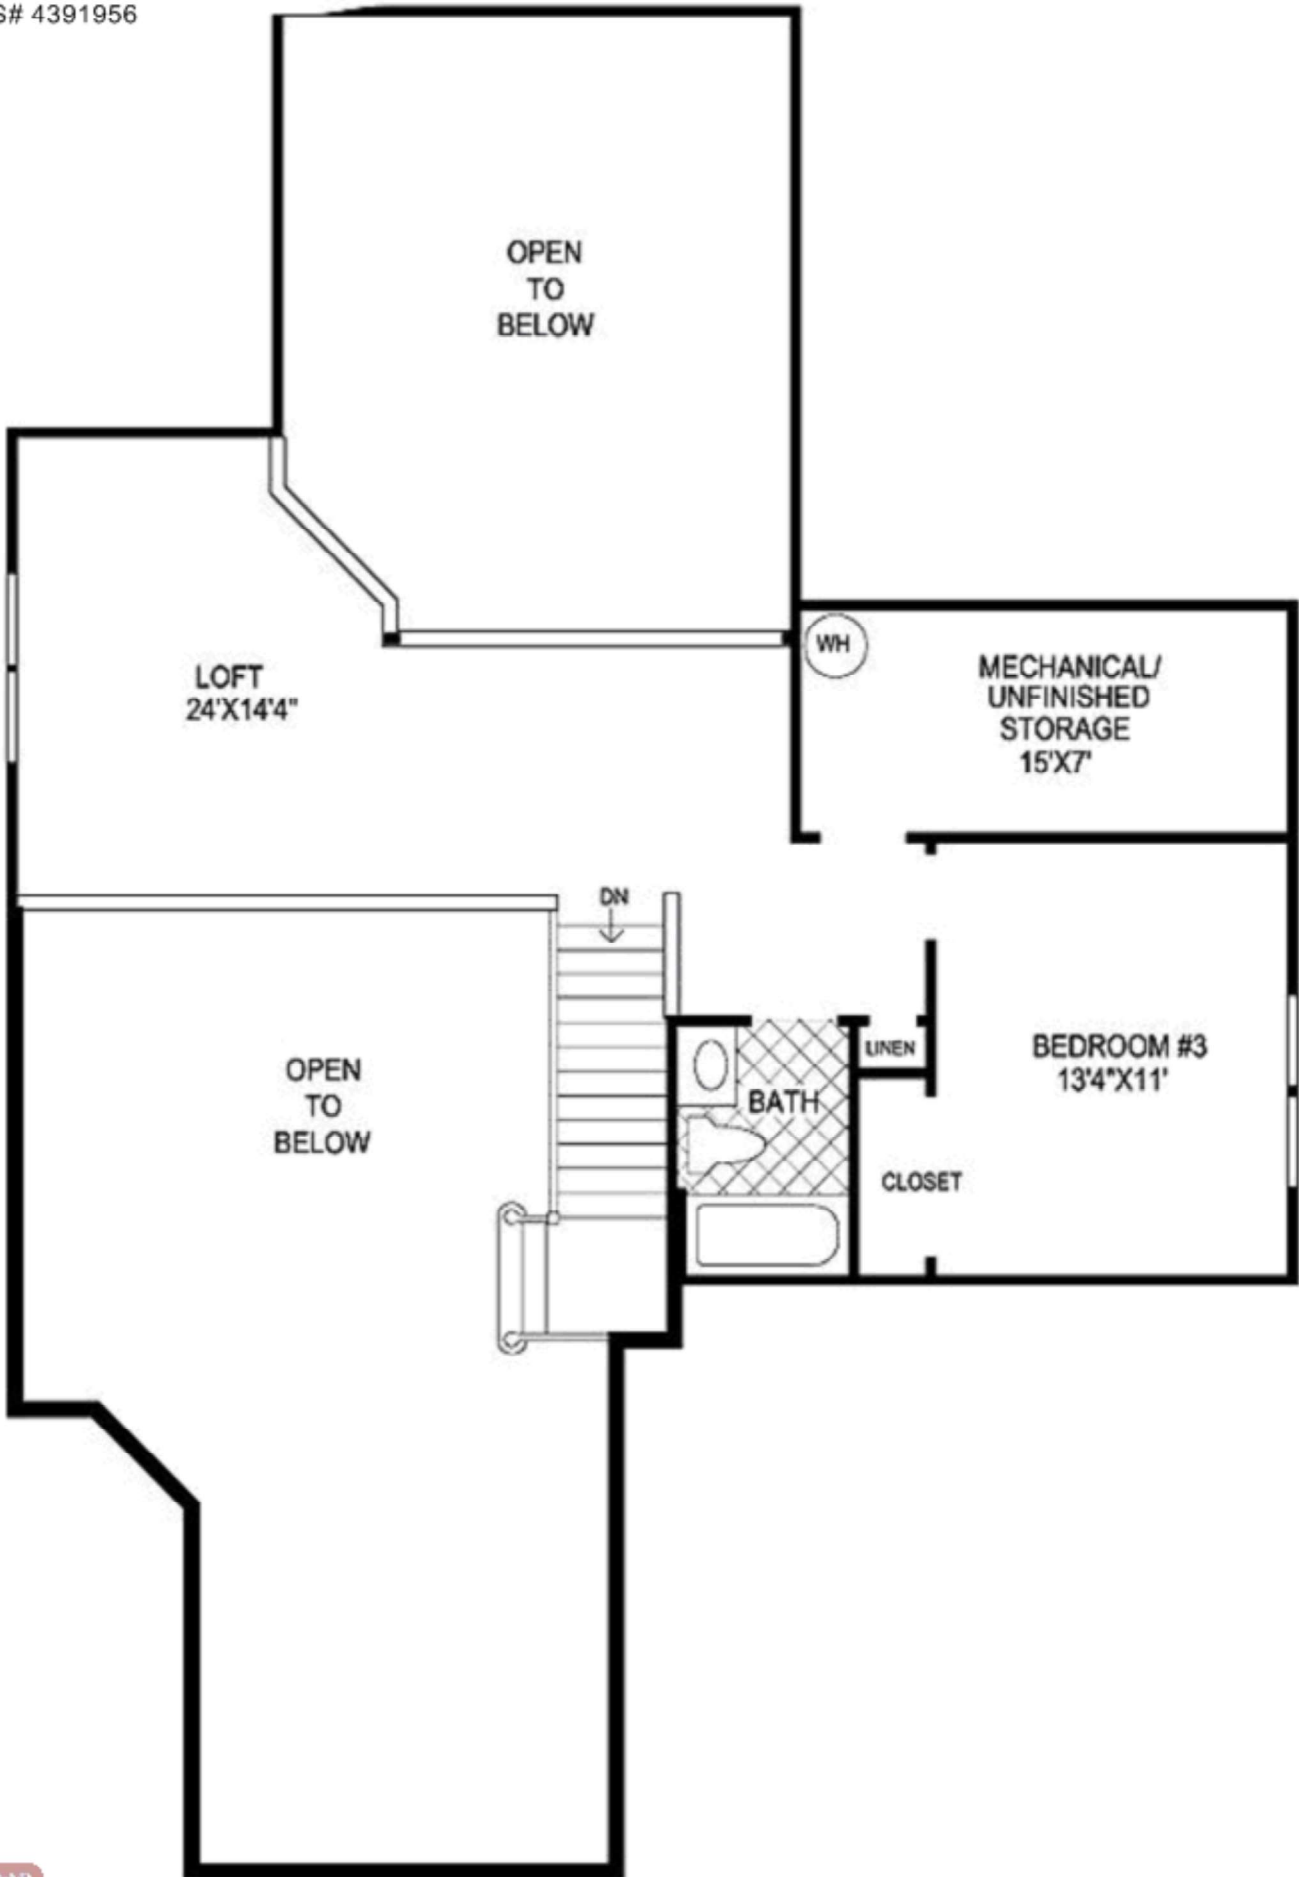 S# 4391956
OPEN
TO
BELOW
LOFT
24'X14'4"
WH
MECHANICAL/
UNFINISHED
STORAGE
15'X7'
DN
LINEN
BEDROOM #3
13'4"X11'
BATH
CLOSET
OPEN
TO
BELOW